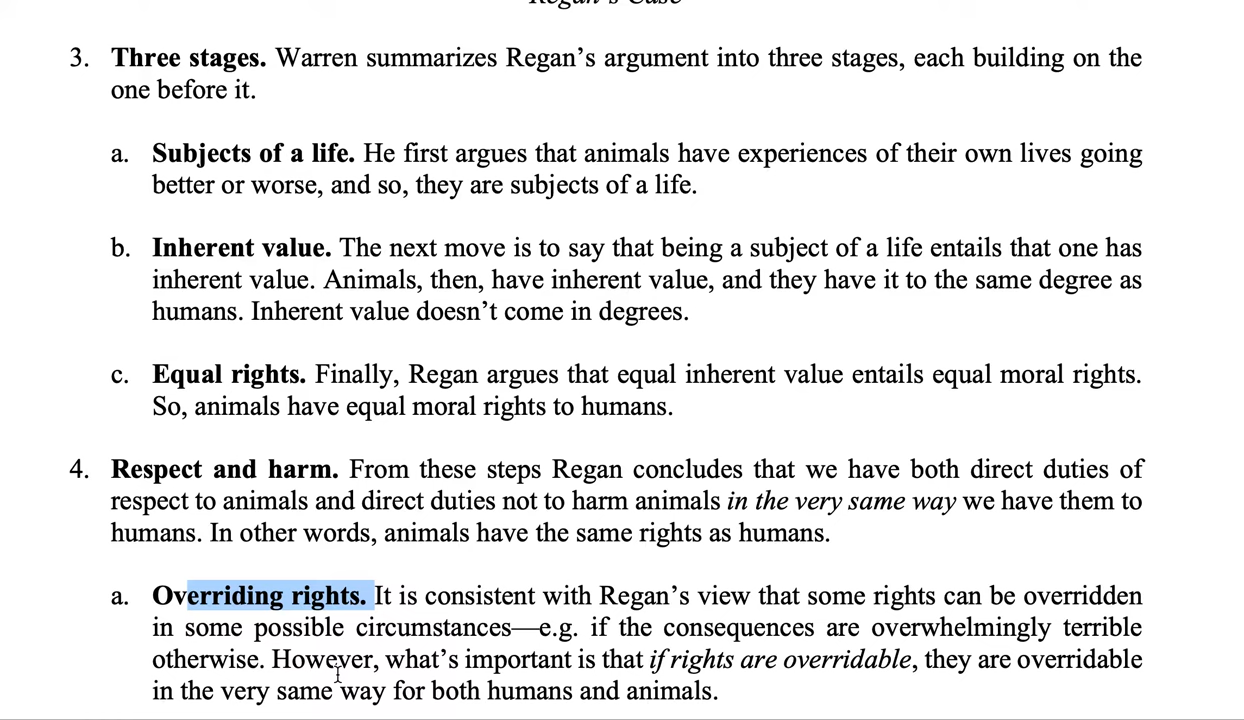 Regan's Case
3. Three stages. Warren summarizes Regan's argument into three stages, each building on the
one before it.
a. Subjects of a life. He first argues that animals have experiences of their own lives going
better or worse, and so, they are subjects of a life.
b. Inherent value. The next move is to say that being a subject of a life entails that one has
inherent value. Animals, then, have inherent value, and they have it to the same degree as
humans. Inherent value doesn't come in degrees.
c. Equal rights. Finally, Regan argues that equal inherent value entails equal moral rights.
So, animals have equal moral rights to humans.
4. Respect and harm. From these steps Regan concludes that we have both direct duties of
respect to animals and direct duties not to harm animals in the very same way we have them to
humans. In other words, animals have the same rights as humans.
a. Overriding rights. It is consistent with Regan's view that some rights can be overridden
in some possible circumstances—e.g. if the consequences are overwhelmingly terrible
otherwise. However, what's important is that if rights are overridable, they are overridable
in the very same way for both humans and animals.